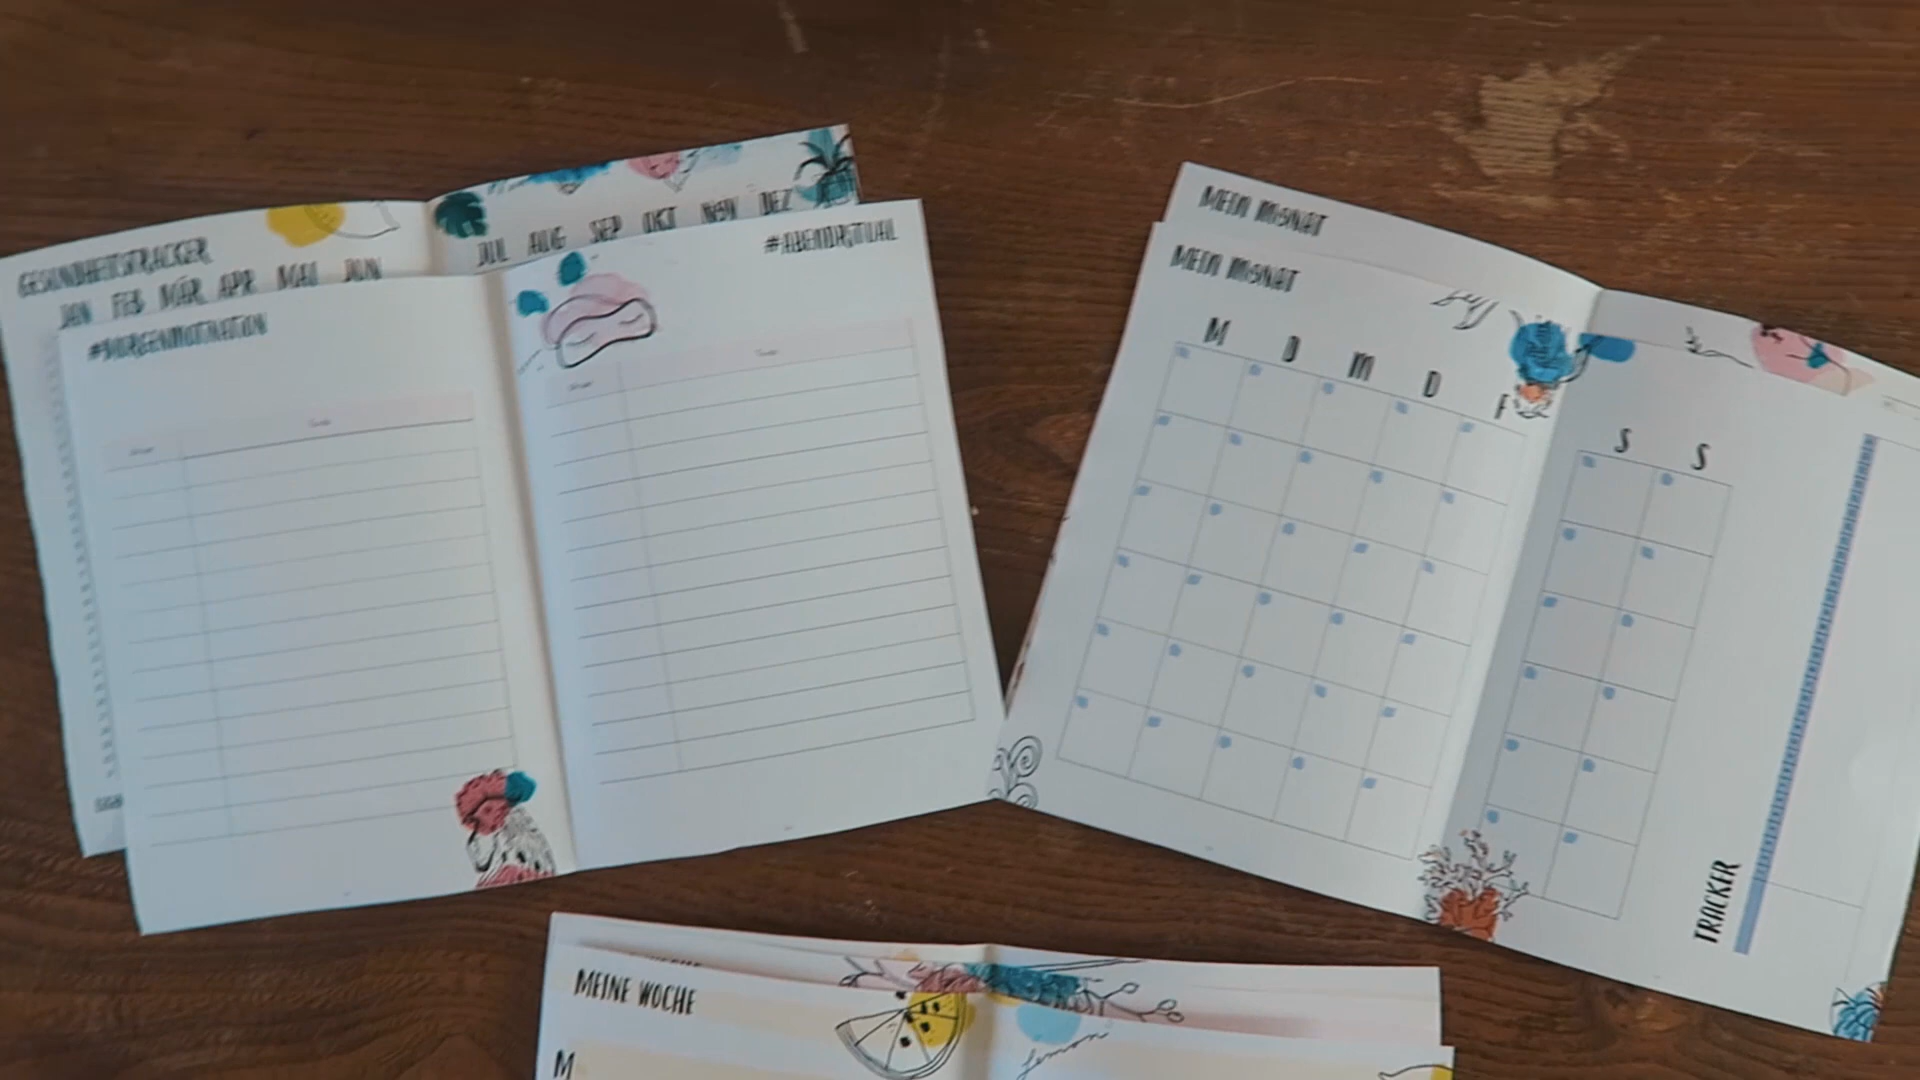 GESUNDHEITSTRACKER
JAN FEB MÄR APR MAI JUN
JUL AUG SEP OKT NOV DEZ
#MORGENMOTIVATION
#ABENDRITUAL
MEIN MONAT
MEIN MONAT
M D M D F
S S
TRACKER
MEINE WOCHE
M
lemon